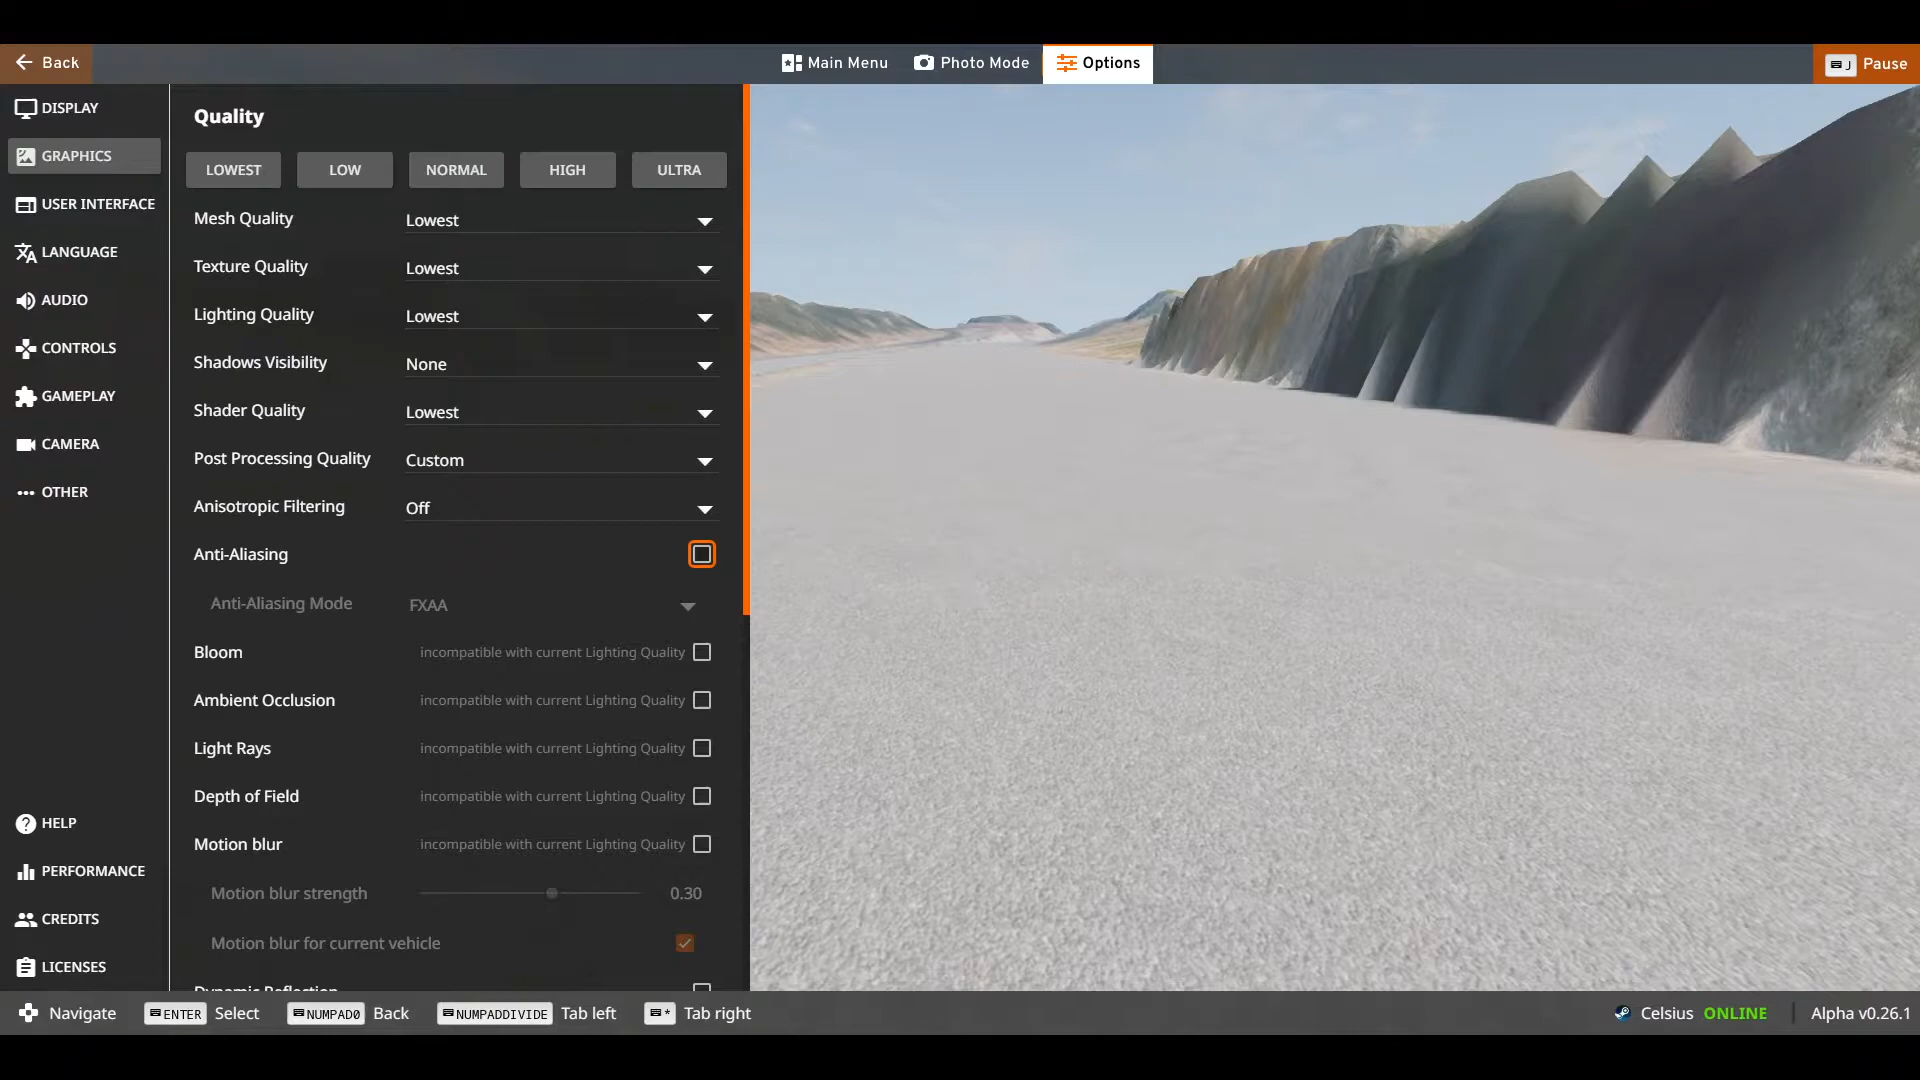 Back
Main Menu
Photo Mode
Options
J
Pause
DISPLAY
GRAPHICS
USER INTERFACE
LANGUAGE
AUDIO
CONTROLS
GAMEPLAY
CAMERA
OTHER
HELP
PERFORMANCE
CREDITS
LICENSES
Quality
LOWEST LOW NORMAL HIGH ULTRA
Mesh Quality Lowest
Texture Quality Lowest
Lighting Quality Lowest
Shadows Visibility None
Shader Quality Lowest
Post Processing Quality Custom
Anisotropic Filtering Off
Anti-Aliasing
Anti-Aliasing Mode FXAA
Bloom incompatible with current Lighting Quality
Ambient Occlusion incompatible with current Lighting Quality
Light Rays incompatible with current Lighting Quality
Depth of Field incompatible with current Lighting Quality
Motion blur incompatible with current Lighting Quality
Motion blur strength 0.30
Motion blur for current vehicle
Dynamic Reflection
Navigate ENTER Select NUMPAD0 Back NUMPADDIVIDE Tab left * Tab right
Celsius ONLINE Alpha v0.26.1